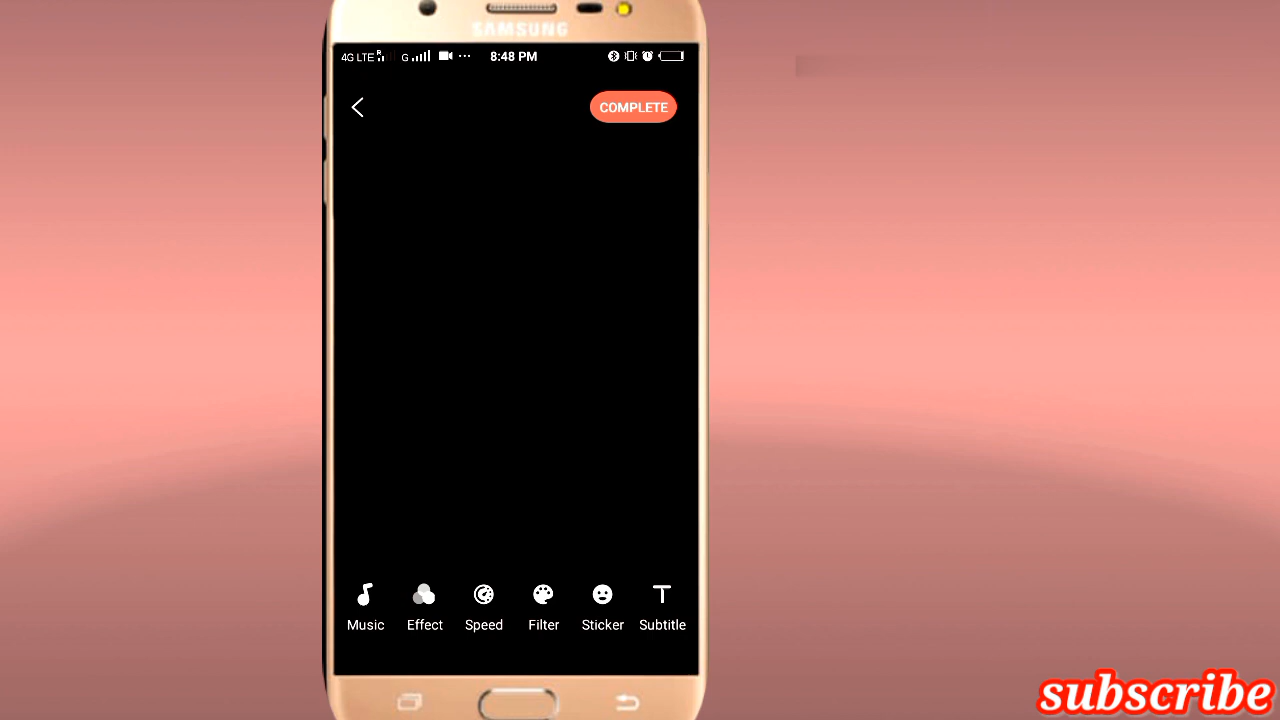 SAMSUNG
4G LTE R G 8:48 PM
COMPLETE
Music Effect Speed Filter Sticker Subtitle
subscribe